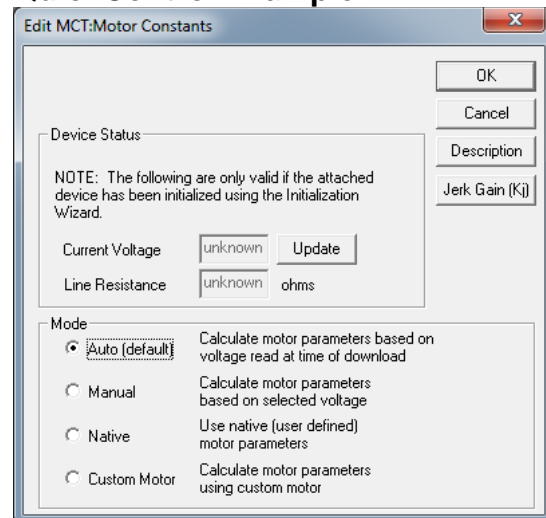 Edit MCT:Motor Constants
OK
Cancel
Description
Jerk Gain (Kj)
Device Status
NOTE: The following are only valid if the attached
device has been initialized using the Initialization
Wizard.
Current Voltage unknown Update
Line Resistance unknown ohms
Mode
Auto (default) Calculate motor parameters based on
voltage read at time of download
Manual Calculate motor parameters
based on selected voltage
Native Use native (user defined)
motor parameters
Custom Motor Calculate motor parameters
using custom motor